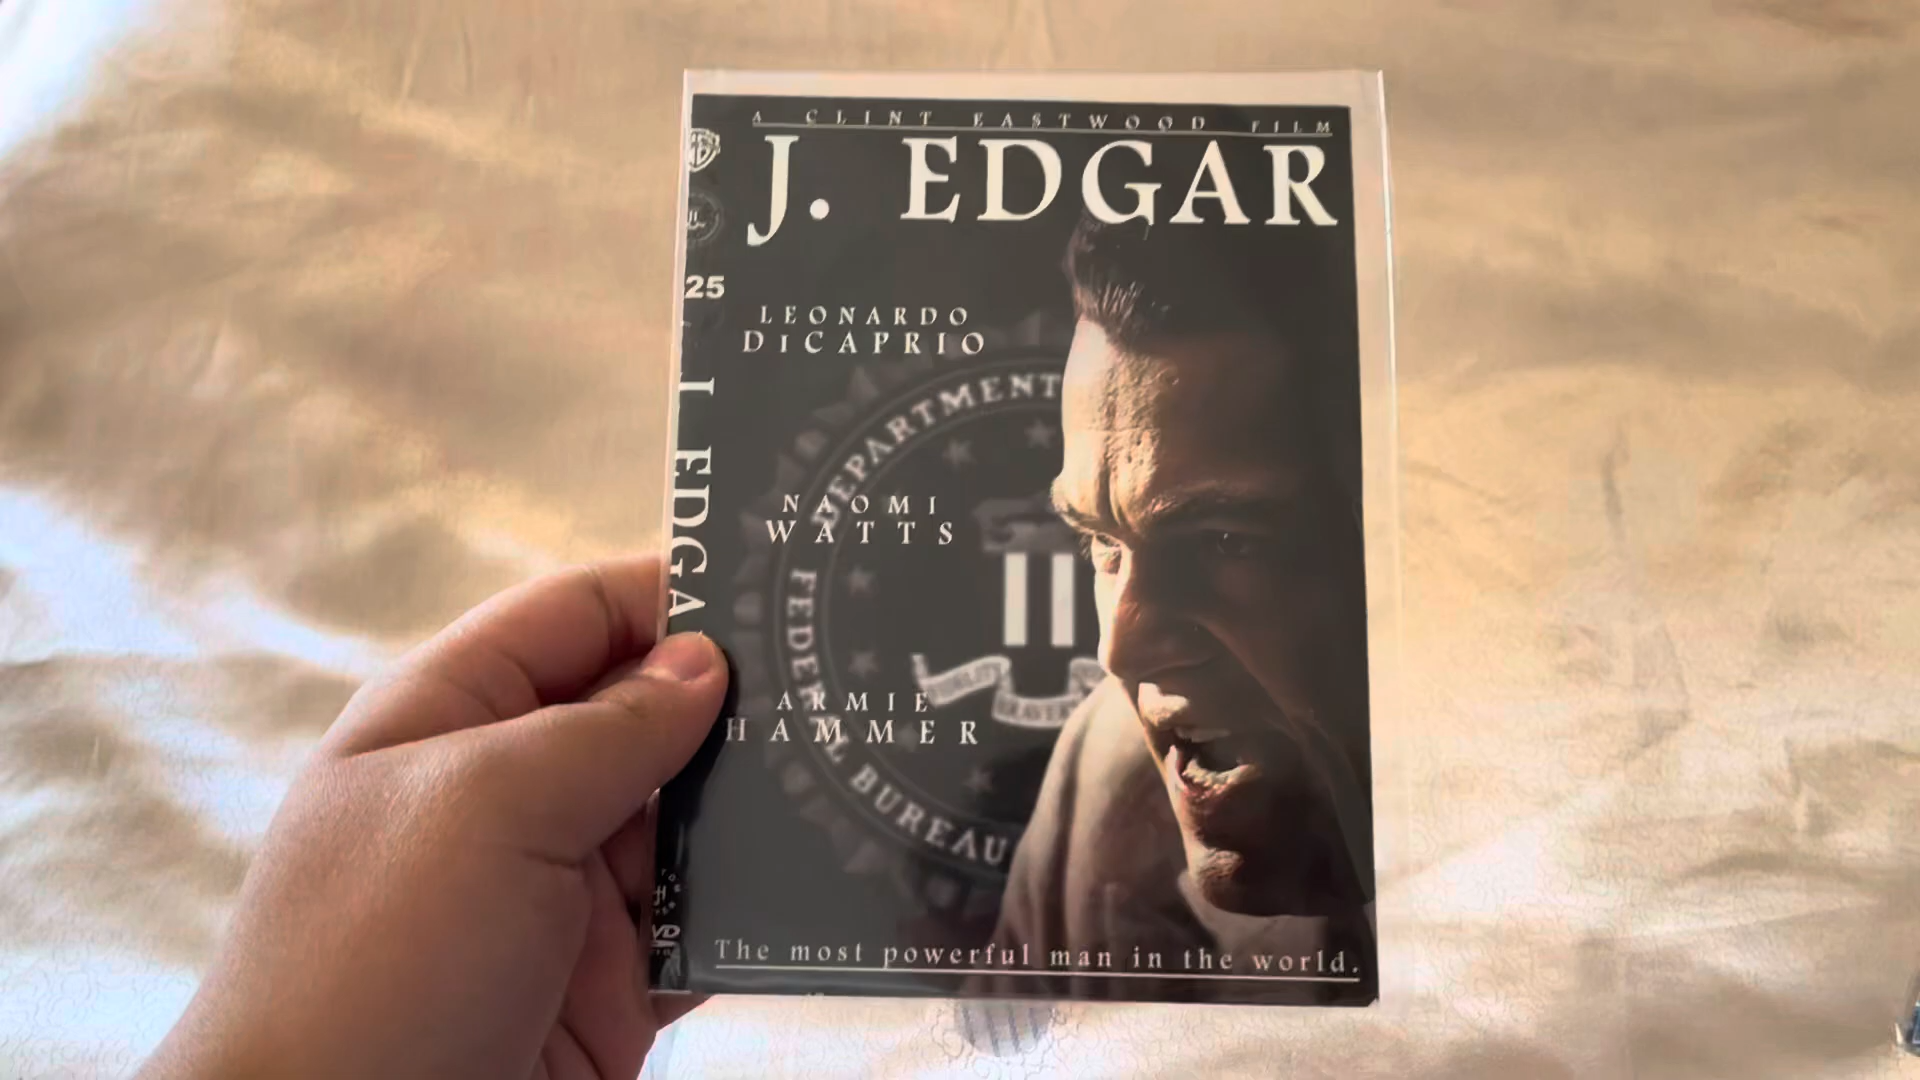 A CLINT EASTWOOD FILM
J. EDGAR
25
J. EDGA
LEONARDO
DiCAPRIO
DEPARTMENT
NAOMI
WATTS
FEDERAL BUREAU
ARMIE
HAMMER
BRAVERY
The most powerful man in the world.